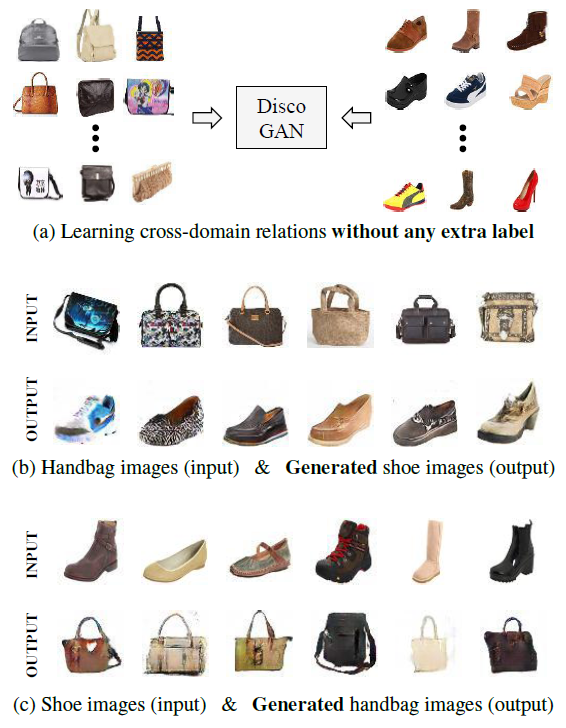 Disco
GAN
(a) Learning cross-domain relations without any extra label
INPUT
OUTPUT
(b) Handbag images (input) & Generated shoe images (output)
INPUT
OUTPUT
(c) Shoe images (input) & Generated handbag images (output)